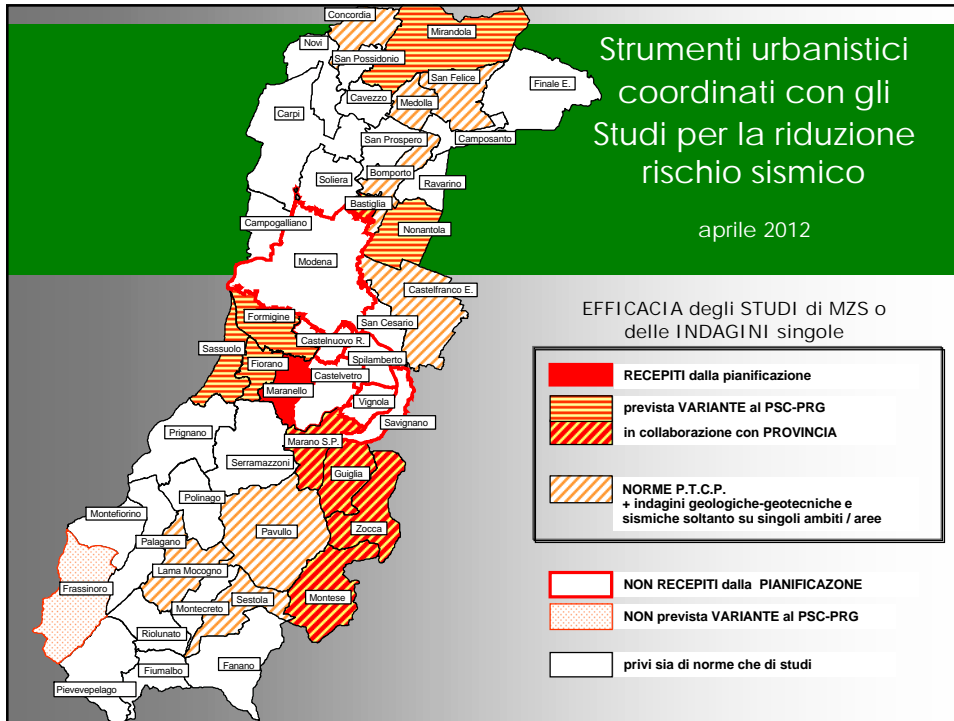 Strumenti urbanistici
coordinati con gli
Studi per la riduzione
rischio sismico
aprile 2012
EFFICACIA degli STUDI di MZS o
delle INDAGINI singole
RECEPITI dalla pianificazione
prevista VARIANTE al PSC-PRG
in collaborazione con PROVINCIA
NORME P.T.C.P.
+ indagini geologiche-geotecniche e
sismiche soltanto su singoli ambiti / aree
NON RECEPITI dalla PIANIFICAZONE
NON prevista VARIANTE al PSC-PRG
privi sia di norme che di studi
Concordia
Mirandola
Novi
San Possidonio
San Felice
Finale E.
Cavezzo
Medolla
Carpi
San Prospero
Camposanto
Soliera
Bomporto
Ravarino
Bastiglia
Campogalliano
Nonantola
Modena
Castelfranco E.
Formigine
San Cesario
Castelnuovo R.
Sassuolo
Spilamberto
Fiorano
Castelvetro
Maranello
Vignola
Savignano
Prignano
Marano S.P.
Serramazzoni
Guiglia
Polinago
Montefiorino
Pavullo
Zocca
Palagano
Lama Mocogno
Frassinoro
Sestola
Montese
Montecreto
Riolunato
Fanano
Fiumalbo
Pievevepelago